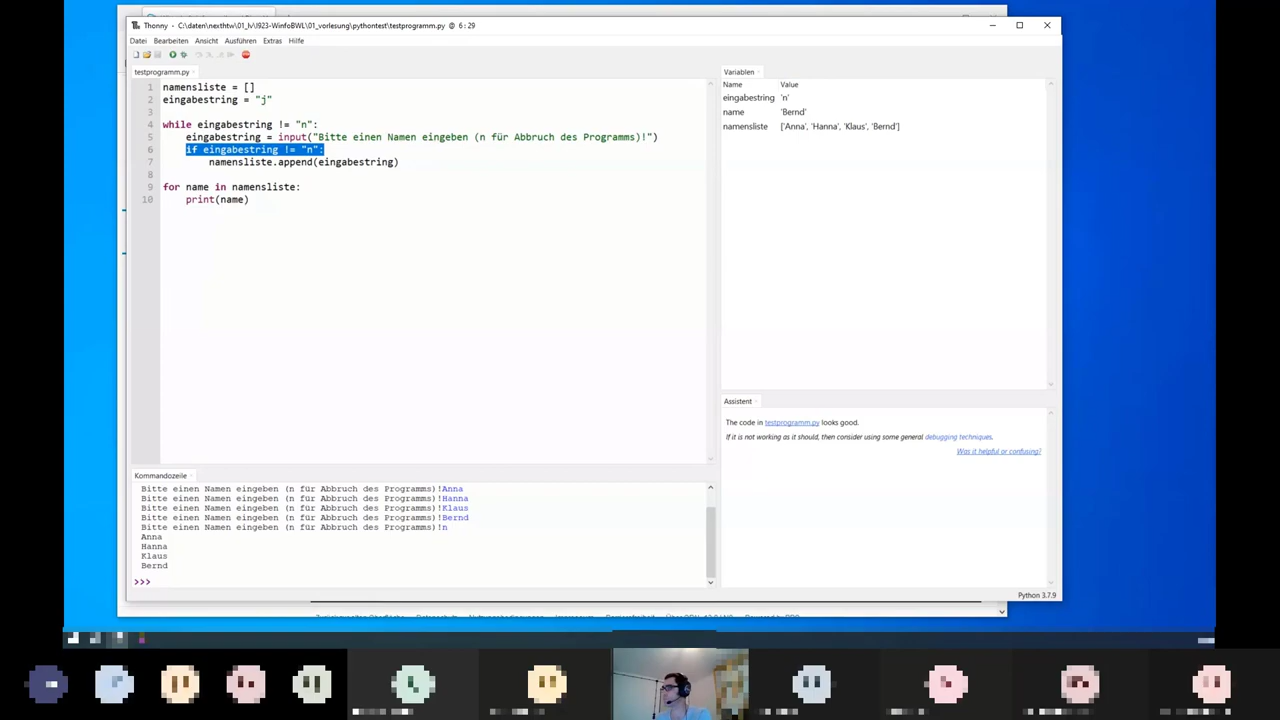 Thonny - C:\daten\nexthtw\01_lv\I923-WinfoBWL\01_vorlesung\pythontest\testprogramm.py @ 6 : 29
Datei Bearbeiten Ansicht Ausführen Extras Hilfe
testprogramm.py
1 namensliste = []
2 eingabestring = "j"
3
4 while eingabestring != "n":
5 eingabestring = input("Bitte einen Namen eingeben (n für Abbruch des Programms)!")
6 if eingabestring != "n":
7 namensliste.append(eingabestring)
8
9 for name in namensliste:
10 print(name)
Variablen
Name Value
eingabestring 'n'
name 'Bernd'
namensliste ['Anna', 'Hanna', 'Klaus', 'Bernd']
Assistent
The code in testprogramm.py looks good.
If it is not working as it should, then consider using some general debugging techniques.
Was it helpful or confusing?
Kommandozeile
Bitte einen Namen eingeben (n für Abbruch des Programms)!Anna
Bitte einen Namen eingeben (n für Abbruch des Programms)!Hanna
Bitte einen Namen eingeben (n für Abbruch des Programms)!Klaus
Bitte einen Namen eingeben (n für Abbruch des Programms)!Bernd
Bitte einen Namen eingeben (n für Abbruch des Programms)!n
Anna
Hanna
Klaus
Bernd
>>>
Python 3.7.9